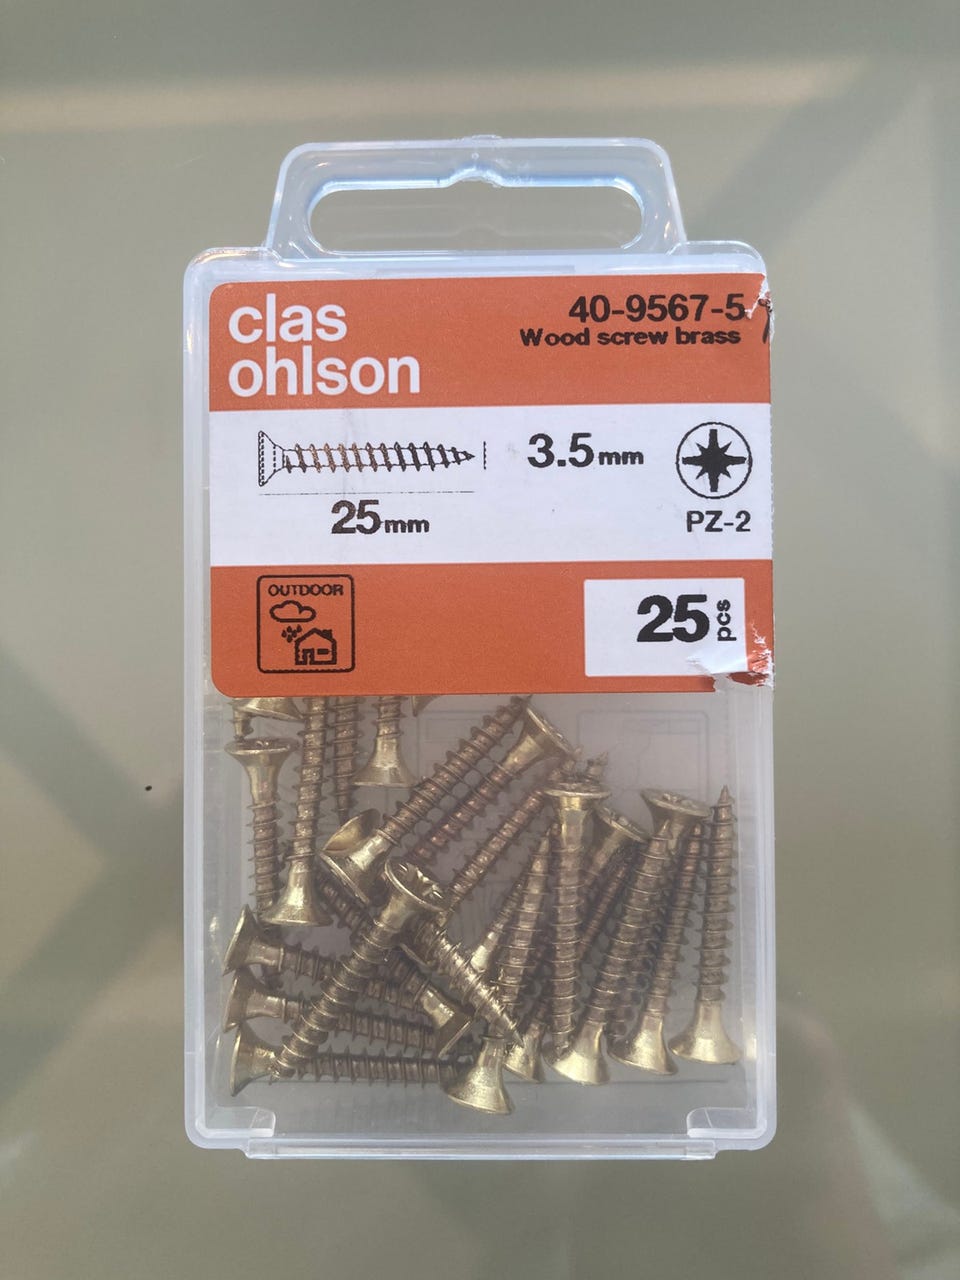 clas
ohlson
40-9567-5
Wood screw brass
3.5mm
25mm
PZ-2
OUTDOOR
25 pcs